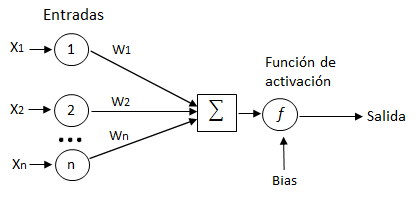 Entradas
X1
1
W1
Función de
activación
X2
2
W2
∑
f
Salida
...
Wn
Xn
n
Bias